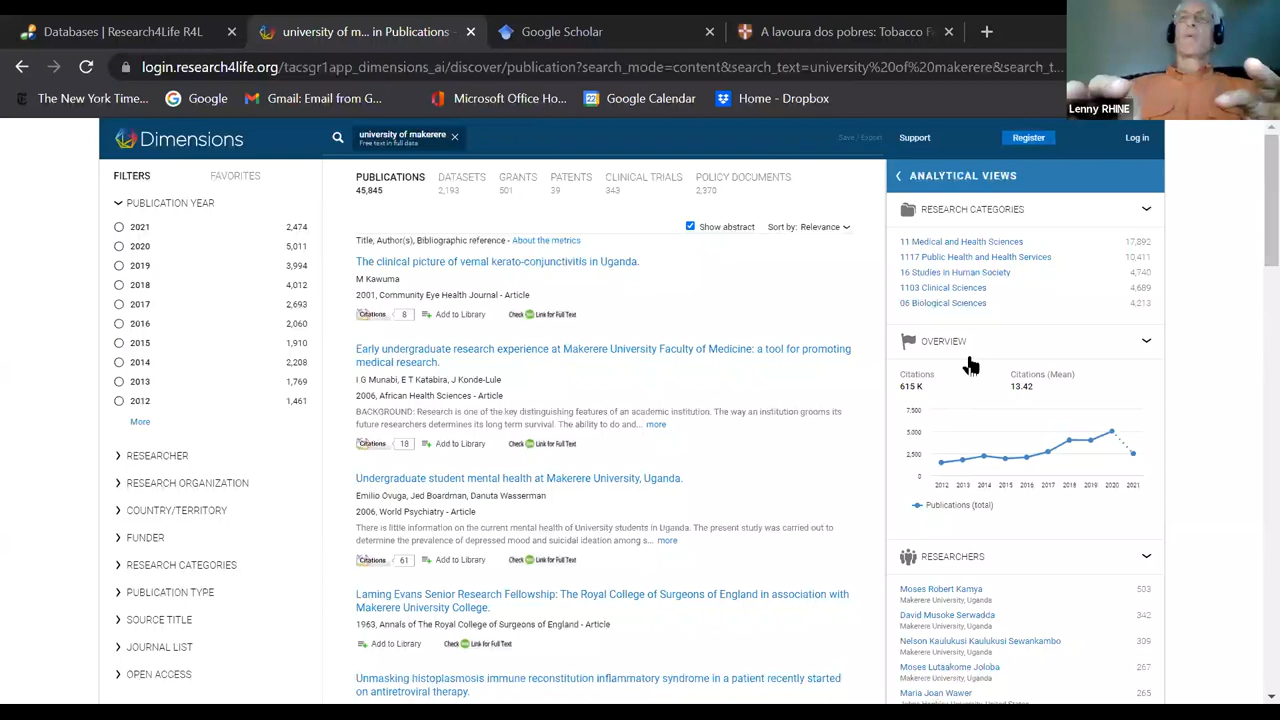 Databases | Research4Life R4L
university of m... in Publications -
Google Scholar
A lavoura dos pobres: Tobacco F
login.research4life.org/tacsgr1app_dimensions_ai/discover/publication?search_mode=content&search_text=university%20of%20makerere&search_t...
The New York Time...
Google
Gmail: Email from G...
Microsoft Office Ho...
Google Calendar
Home - Dropbox
Lenny RHINE
Dimensions
university of makerere
Free text in full data
Save / Export
Support
Register
Log in
FILTERS
FAVORITES
PUBLICATION YEAR
2021 2,474
2020 5,011
2019 3,994
2018 4,012
2017 2,693
2016 2,060
2015 1,910
2014 2,208
2013 1,769
2012 1,461
More
RESEARCHER
RESEARCH ORGANIZATION
COUNTRY/TERRITORY
FUNDER
RESEARCH CATEGORIES
PUBLICATION TYPE
SOURCE TITLE
JOURNAL LIST
OPEN ACCESS
PUBLICATIONS DATASETS GRANTS PATENTS CLINICAL TRIALS POLICY DOCUMENTS
45,845 2,193 501 39 343 2,370
Show abstract Sort by: Relevance
Title, Author(s), Bibliographic reference - About the metrics
The clinical picture of vernal kerato-conjunctivitis in Uganda.
M Kawuma
2001, Community Eye Health Journal - Article
Citations 8 Add to Library Check Link for Full Text
Early undergraduate research experience at Makerere University Faculty of Medicine: a tool for promoting
medical research.
I G Munabi, E T Katabira, J Konde-Lule
2006, African Health Sciences - Article
BACKGROUND: Research is one of the key distinguishing features of an academic institution. The way an institution grooms its
future researchers determines its long term survival. The ability to do and... more
Citations 18 Add to Library Check Link for Full Text
Undergraduate student mental health at Makerere University, Uganda.
Emilio Ovuga, Jed Boardman, Danuta Wasserman
2006, World Psychiatry - Article
There is little information on the current mental health of University students in Uganda. The present study was carried out to
determine the prevalence of depressed mood and suicidal ideation among s... more
Citations 61 Add to Library Check Link for Full Text
Laming Evans Senior Research Fellowship: The Royal College of Surgeons of England in association with
Makerere University College.
1963, Annals of The Royal College of Surgeons of England - Article
Add to Library Check Link for Full Text
Unmasking histoplasmosis immune reconstitution inflammatory syndrome in a patient recently started
on antiretroviral therapy.
ANALYTICAL VIEWS
RESEARCH CATEGORIES
11 Medical and Health Sciences 17,892
1117 Public Health and Health Services 10,411
16 Studies in Human Society 4,740
1103 Clinical Sciences 4,689
06 Biological Sciences 4,213
OVERVIEW
Citations Citations (Mean)
615 K 13.42
7,500
5,000
2,500
0
2012 2013 2014 2015 2016 2017 2018 2019 2020 2021
Publications (total)
RESEARCHERS
Moses Robert Kamya 503
Makerere University, Uganda
David Musoke Serwadda 342
Makerere University, Uganda
Nelson Kaulukusi Kaulukusi Sewankambo 309
Makerere University, Uganda
Moses Lutaakome Joloba 267
Makerere University, Uganda
Maria Joan Wawer 265